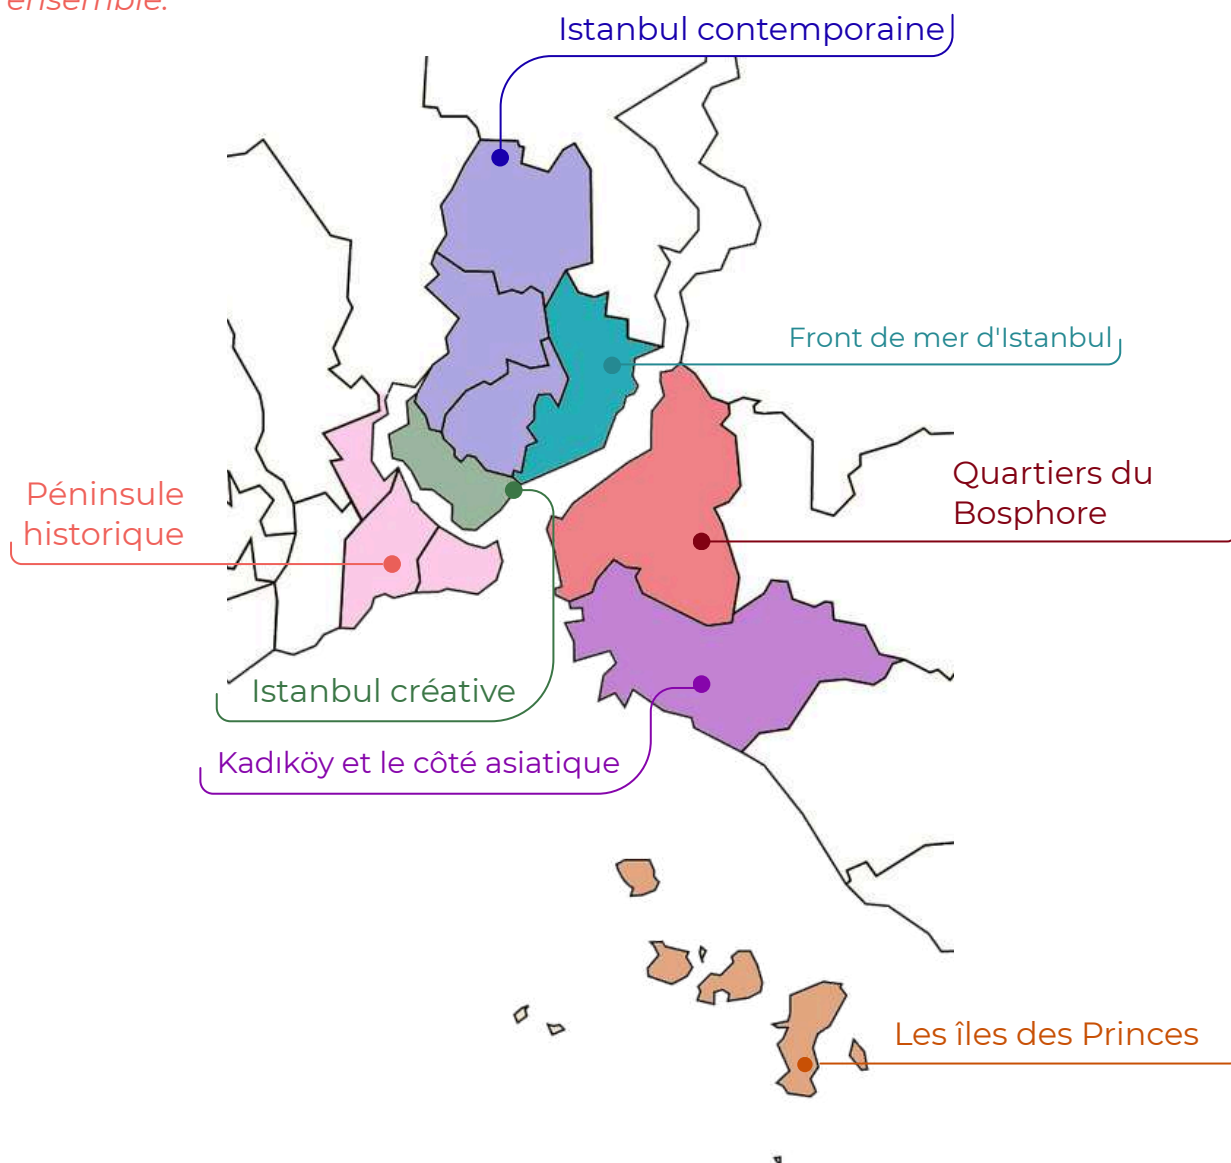 ensemble.
Istanbul contemporaine
Front de mer d'Istanbul
Quartiers du
Bosphore
Péninsule
historique
Istanbul créative
Kadıköy et le côté asiatique
Les îles des Princes